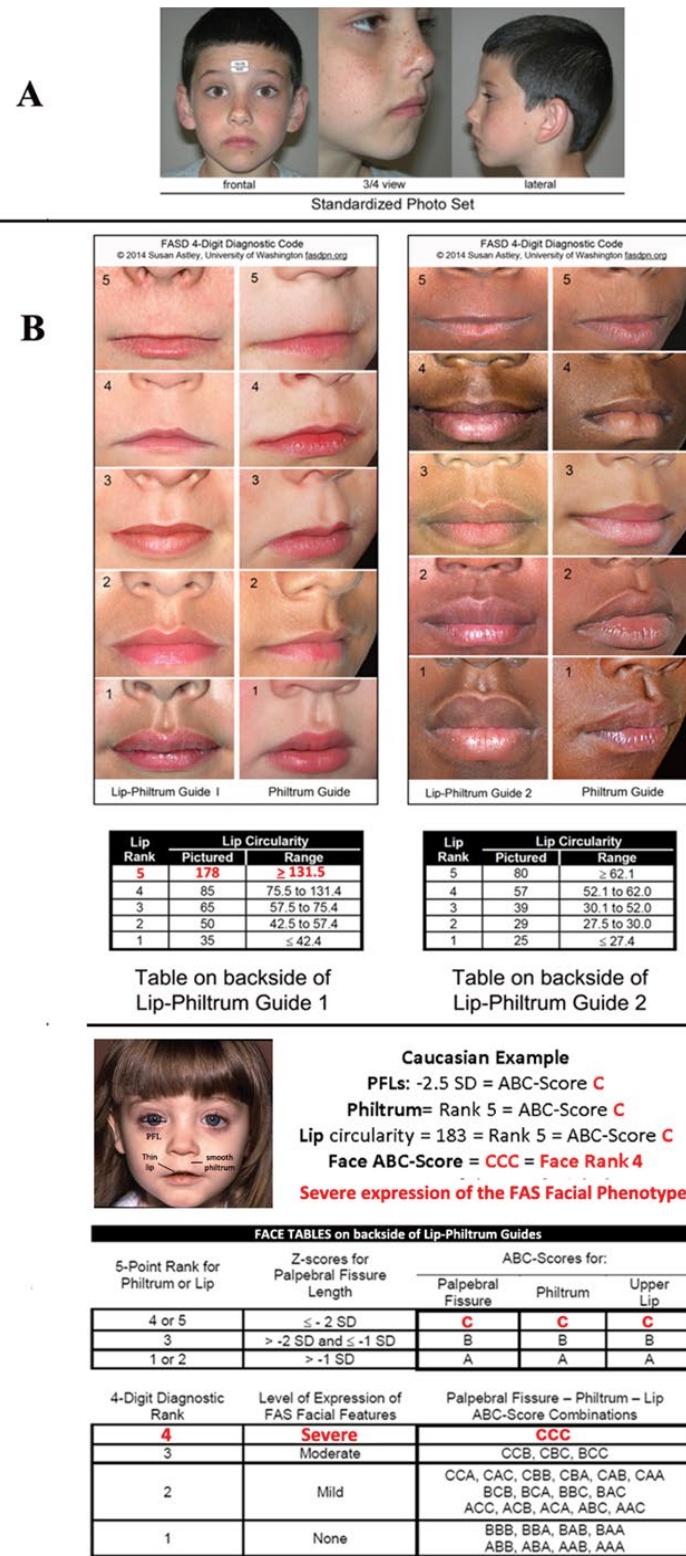 A
frontal 3/4 view lateral
Standardized Photo Set
B
FASD 4-Digit Diagnostic Code
© 2014 Susan Astley, University of Washington fasdpn.org
5 5
4 4
3 3
2 2
1 1
Lip-Philtrum Guide I Philtrum Guide
FASD 4-Digit Diagnostic Code
© 2014 Susan Astley, University of Washington fasdpn.org
5 5
4 4
3 3
2 2
1 1
Lip-Philtrum Guide 2 Philtrum Guide
Lip Rank Lip Circularity
Pictured Range
5 178 ≥ 131.5
4 85 75.5 to 131.4
3 65 57.5 to 75.4
2 50 42.5 to 57.4
1 35 ≤ 42.4
Table on backside of
Lip-Philtrum Guide 1
Lip Rank Lip Circularity
Pictured Range
5 80 ≥ 62.1
4 57 52.1 to 62.0
3 39 30.1 to 52.0
2 29 27.5 to 30.0
1 25 ≤ 27.4
Table on backside of
Lip-Philtrum Guide 2
PFL
Thin
lip
smooth
philtrum
Caucasian Example
PFLs: -2.5 SD = ABC-Score C
Philtrum= Rank 5 = ABC-Score C
Lip circularity = 183 = Rank 5 = ABC-Score C
Face ABC-Score = CCC = Face Rank 4
Severe expression of the FAS Facial Phenotype
FACE TABLES on backside of Lip-Philtrum Guides
5-Point Rank for
Philtrum or Lip
Z-scores for
Palpebral Fissure
Length
ABC-Scores for:
Palpebral
Fissure
Philtrum
Upper
Lip
4 or 5 ≤ - 2 SD C C C
3 > -2 SD and ≤ -1 SD B B B
1 or 2 > -1 SD A A A
4-Digit Diagnostic
Rank
Level of Expression of
FAS Facial Features
Palpebral Fissure – Philtrum – Lip
ABC-Score Combinations
4 Severe CCC
3 Moderate CCB, CBC, BCC
2 Mild
CCA, CAC, CBB, CBA, CAB, CAA
BCB, BCA, BBC, BAC
ACC, ACB, ACA, ABC, AAC
1 None
BBB, BBA, BAB, BAA
ABB, ABA, AAB, AAA